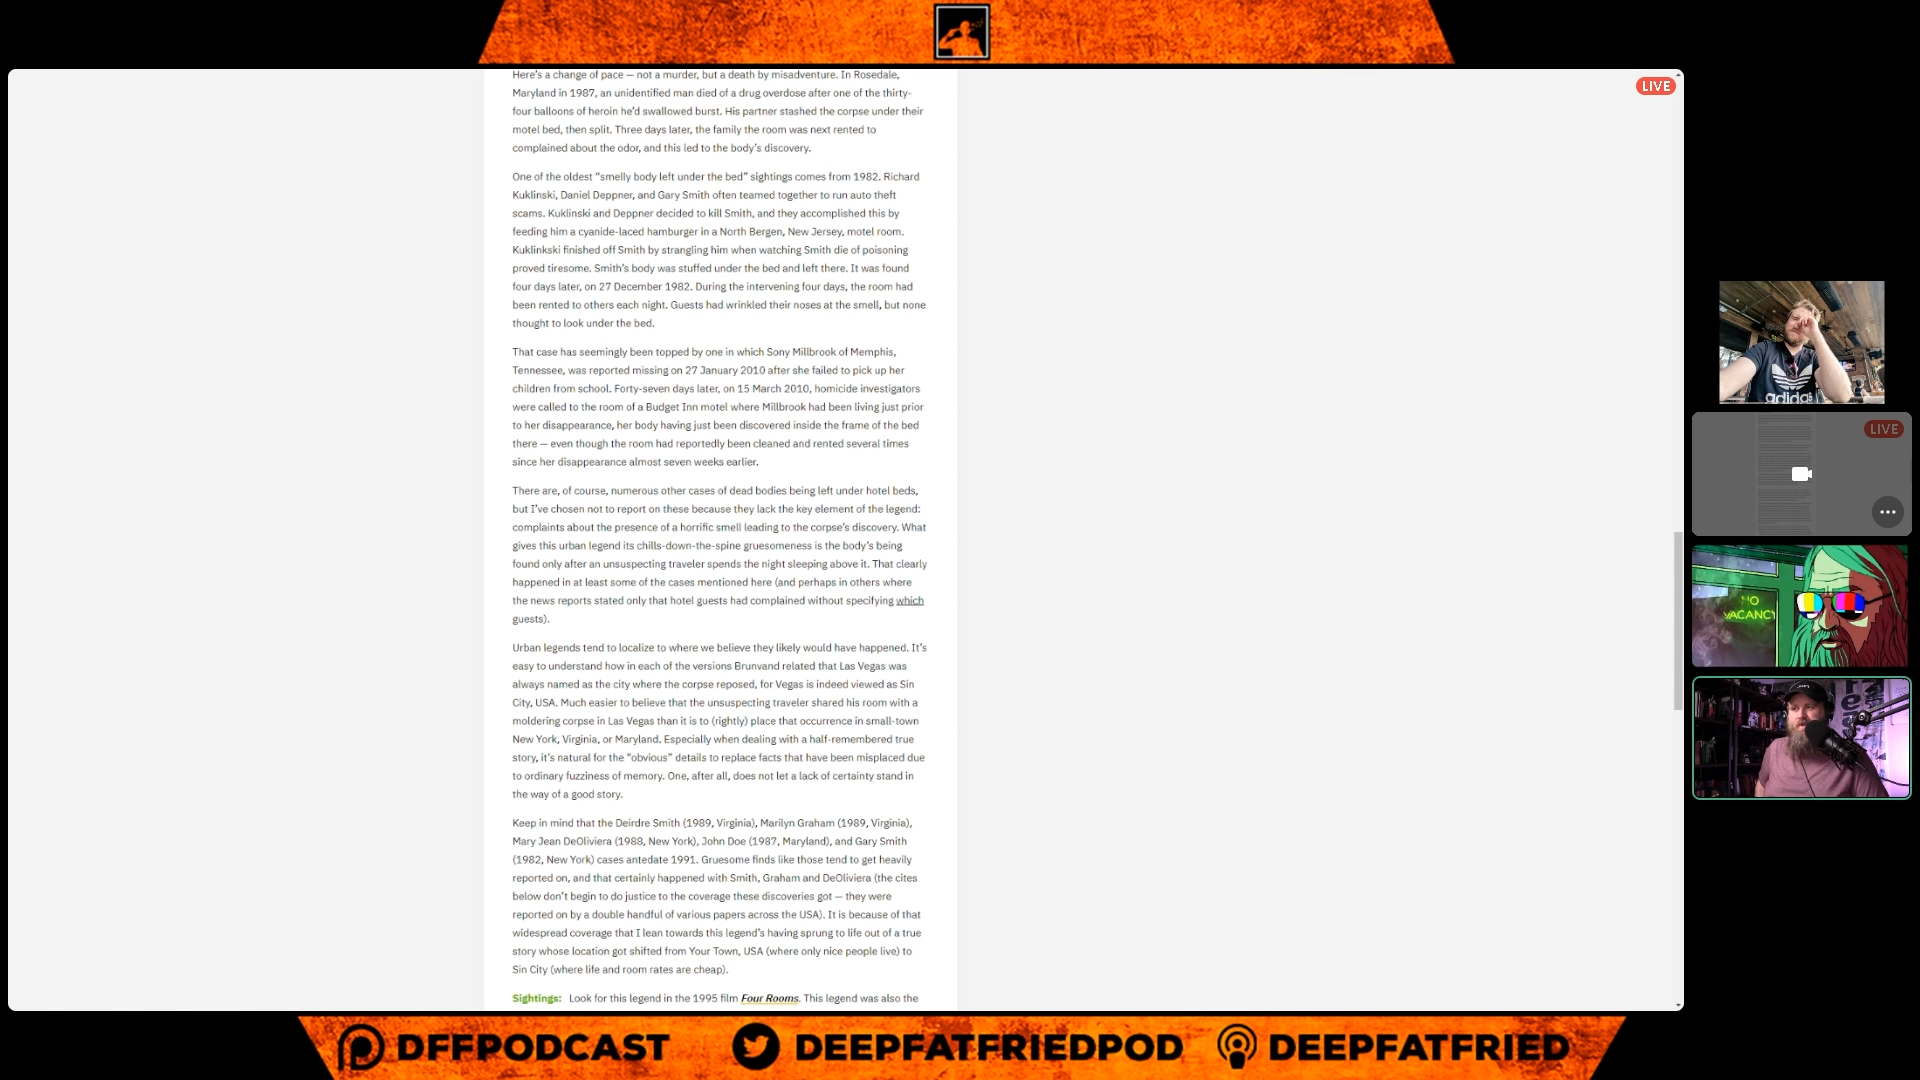 Here's a change of pace — not a murder, but a death by misadventure. In Rosedale,
Maryland in 1987, an unidentified man died of a drug overdose after one of the thirty-
four balloons of heroin he'd swallowed burst. His partner stashed the corpse under their
motel bed, then split. Three days later, the family the room was next rented to
complained about the odor, and this led to the body's discovery.
One of the oldest “smelly body left under the bed” sightings comes from 1982. Richard
Kuklinski, Daniel Deppner, and Gary Smith often teamed together to run auto theft
scams. Kuklinski and Deppner decided to kill Smith, and they accomplished this by
feeding him a cyanide-laced hamburger in a North Bergen, New Jersey, motel room.
Kuklinkski finished off Smith by strangling him when watching Smith die of poisoning
proved tiresome. Smith's body was stuffed under the bed and left there. It was found
four days later, on 27 December 1982. During the intervening four days, the room had
been rented to others each night. Guests had wrinkled their noses at the smell, but none
thought to look under the bed.
That case has seemingly been topped by one in which Sony Millbrook of Memphis,
Tennessee, was reported missing on 27 January 2010 after she failed to pick up her
children from school. Forty-seven days later, on 15 March 2010, homicide investigators
were called to the room of a Budget Inn motel where Millbrook had been living just prior
to her disappearance, her body having just been discovered inside the frame of the bed
there — even though the room had reportedly been cleaned and rented several times
since her disappearance almost seven weeks earlier.
There are, of course, numerous other cases of dead bodies being left under hotel beds,
but I've chosen not to report on these because they lack the key element of the legend:
complaints about the presence of a horrific smell leading to the corpse's discovery. What
gives this urban legend its chills-down-the-spine gruesomeness is the body's being
found only after an unsuspecting traveler spends the night sleeping above it. That clearly
happened in at least some of the cases mentioned here (and perhaps in others where
the news reports stated only that hotel guests had complained without specifying which
guests).
Urban legends tend to localize to where we believe they likely would have happened. It's
easy to understand how in each of the versions Brunvand related that Las Vegas was
always named as the city where the corpse reposed, for Vegas is indeed viewed as Sin
City, USA. Much easier to believe that the unsuspecting traveler shared his room with a
moldering corpse in Las Vegas than it is to (rightly) place that occurrence in small-town
New York, Virginia, or Maryland. Especially when dealing with a half-remembered true
story, it's natural for the “obvious” details to replace facts that have been misplaced due
to ordinary fuzziness of memory. One, after all, does not let a lack of certainty stand in
the way of a good story.
Keep in mind that the Deirdre Smith (1989, Virginia), Marilyn Graham (1989, Virginia),
Mary Jean DeOliviera (1988, New York), John Doe (1987, Maryland), and Gary Smith
(1982, New York) cases antedate 1991. Gruesome finds like those tend to get heavily
reported on, and that certainly happened with Smith, Graham and DeOliviera (the cites
below don't begin to do justice to the coverage these discoveries got — they were
reported on by a double handful of various papers across the USA). It is because of that
widespread coverage that I lean towards this legend's having sprung to life out of a true
story whose location got shifted from Your Town, USA (where only nice people live) to
Sin City (where life and room rates are cheap).
Sightings: Look for this legend in the 1995 film Four Rooms. This legend was also the
LIVE
adidas
LIVE
NO
VACANCY
DFFPODCAST
DEEPFATFRIEDPOD
DEEPFATFRIED